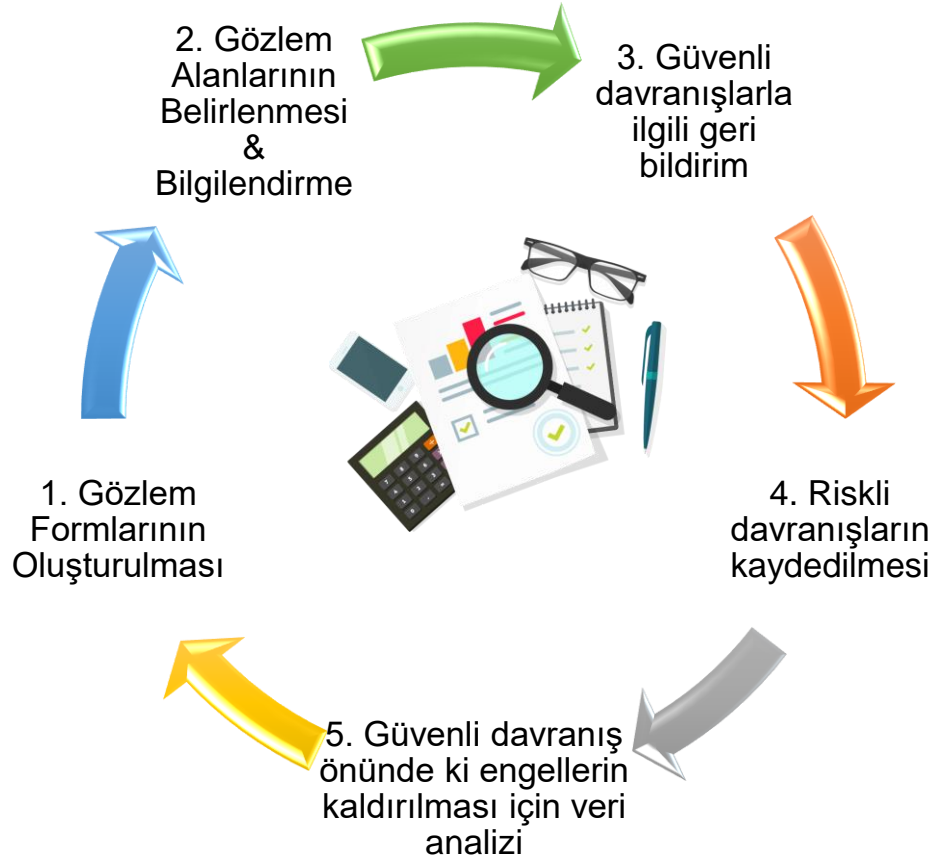 2. Gözlem
Alanlarının
Belirlenmesi
&
Bilgilendirme
3. Güvenli
davranışlarla
ilgili geri
bildirim
4. Riskli
davranışların
kaydedilmesi
5. Güvenli davranış
önünde ki engellerin
kaldırılması için veri
analizi
1. Gözlem
Formlarının
Oluşturulması